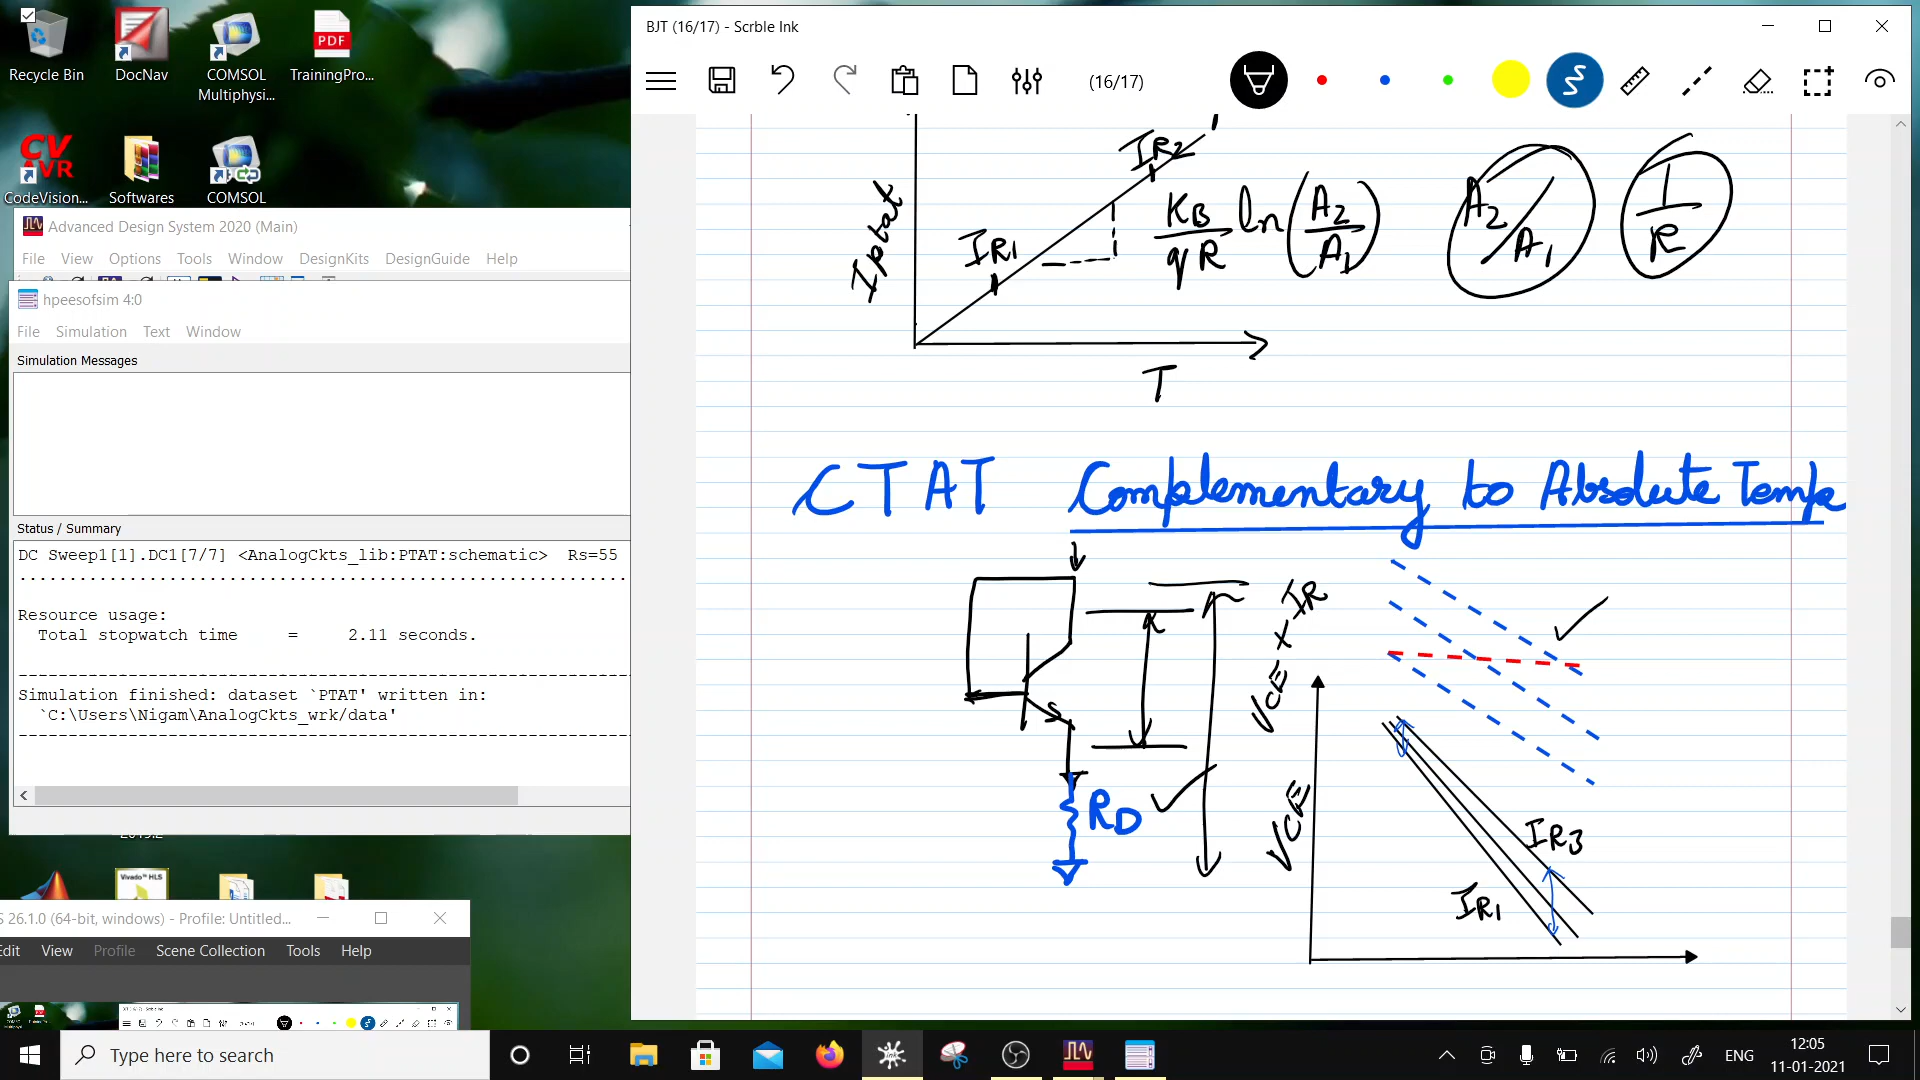 Recycle Bin
DocNav
COMSOL
Multiphysi...
TrainingPro...
CodeVision...
Softwares
COMSOL
Advanced Design System 2020 (Main)
File View Options Tools Window DesignKits DesignGuide Help
hpeesofsim 4:0
File Simulation Text Window
Simulation Messages
Status / Summary
DC Sweep1[1].DC1[7/7] <AnalogCkts_lib:PTAT:schematic> Rs=55
Resource usage:
Total stopwatch time = 2.11 seconds.
Simulation finished: dataset `PTAT' written in:
`C:\Users\Nigam\AnalogCkts_wrk/data'
Vivado™ HLS
S 26.1.0 (64-bit, windows) - Profile: Untitled...
Edit View Profile Scene Collection Tools Help
BJT (16/17) - Scrble Ink
(16/17)
Iptat
IR1
IR2
KB/qR ln(A2/A1)
A2/A1
1/R
T
CTAT Complementary to Absolute Tempe
RD
VCE + IR
VCE
IR3
IR1
Type here to search
ENG
12:05
11-01-2021